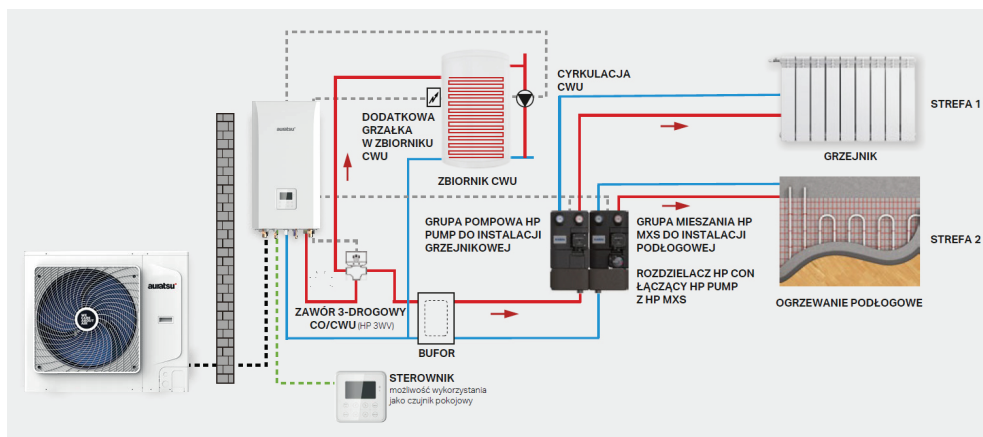 CYRKULACJA
CWU
STREFA 1
auratsu
DODATKOWA
GRZAŁKA
W ZBIORNIKU
CWU
GRZEJNIK
ZBIORNIK CWU
GRUPA POMPOWA HP
PUMP DO INSTALACJI
GRZEJNIKOWEJ
GRUPA MIESZANIA HP
MXS DO INSTALACJI
PODŁOGOWEJ
STREFA 2
ROZDZIELACZ HP CON
ŁĄCZĄCY HP PUMP
Z HP MXS
auratsu
OGRZEWANIE PODŁOGOWE
ZAWÓR 3-DROGOWY
CO/CWU (HP 3WV)
BUFOR
STEROWNIK
możliwość wykorzystania
jako czujnik pokojowy